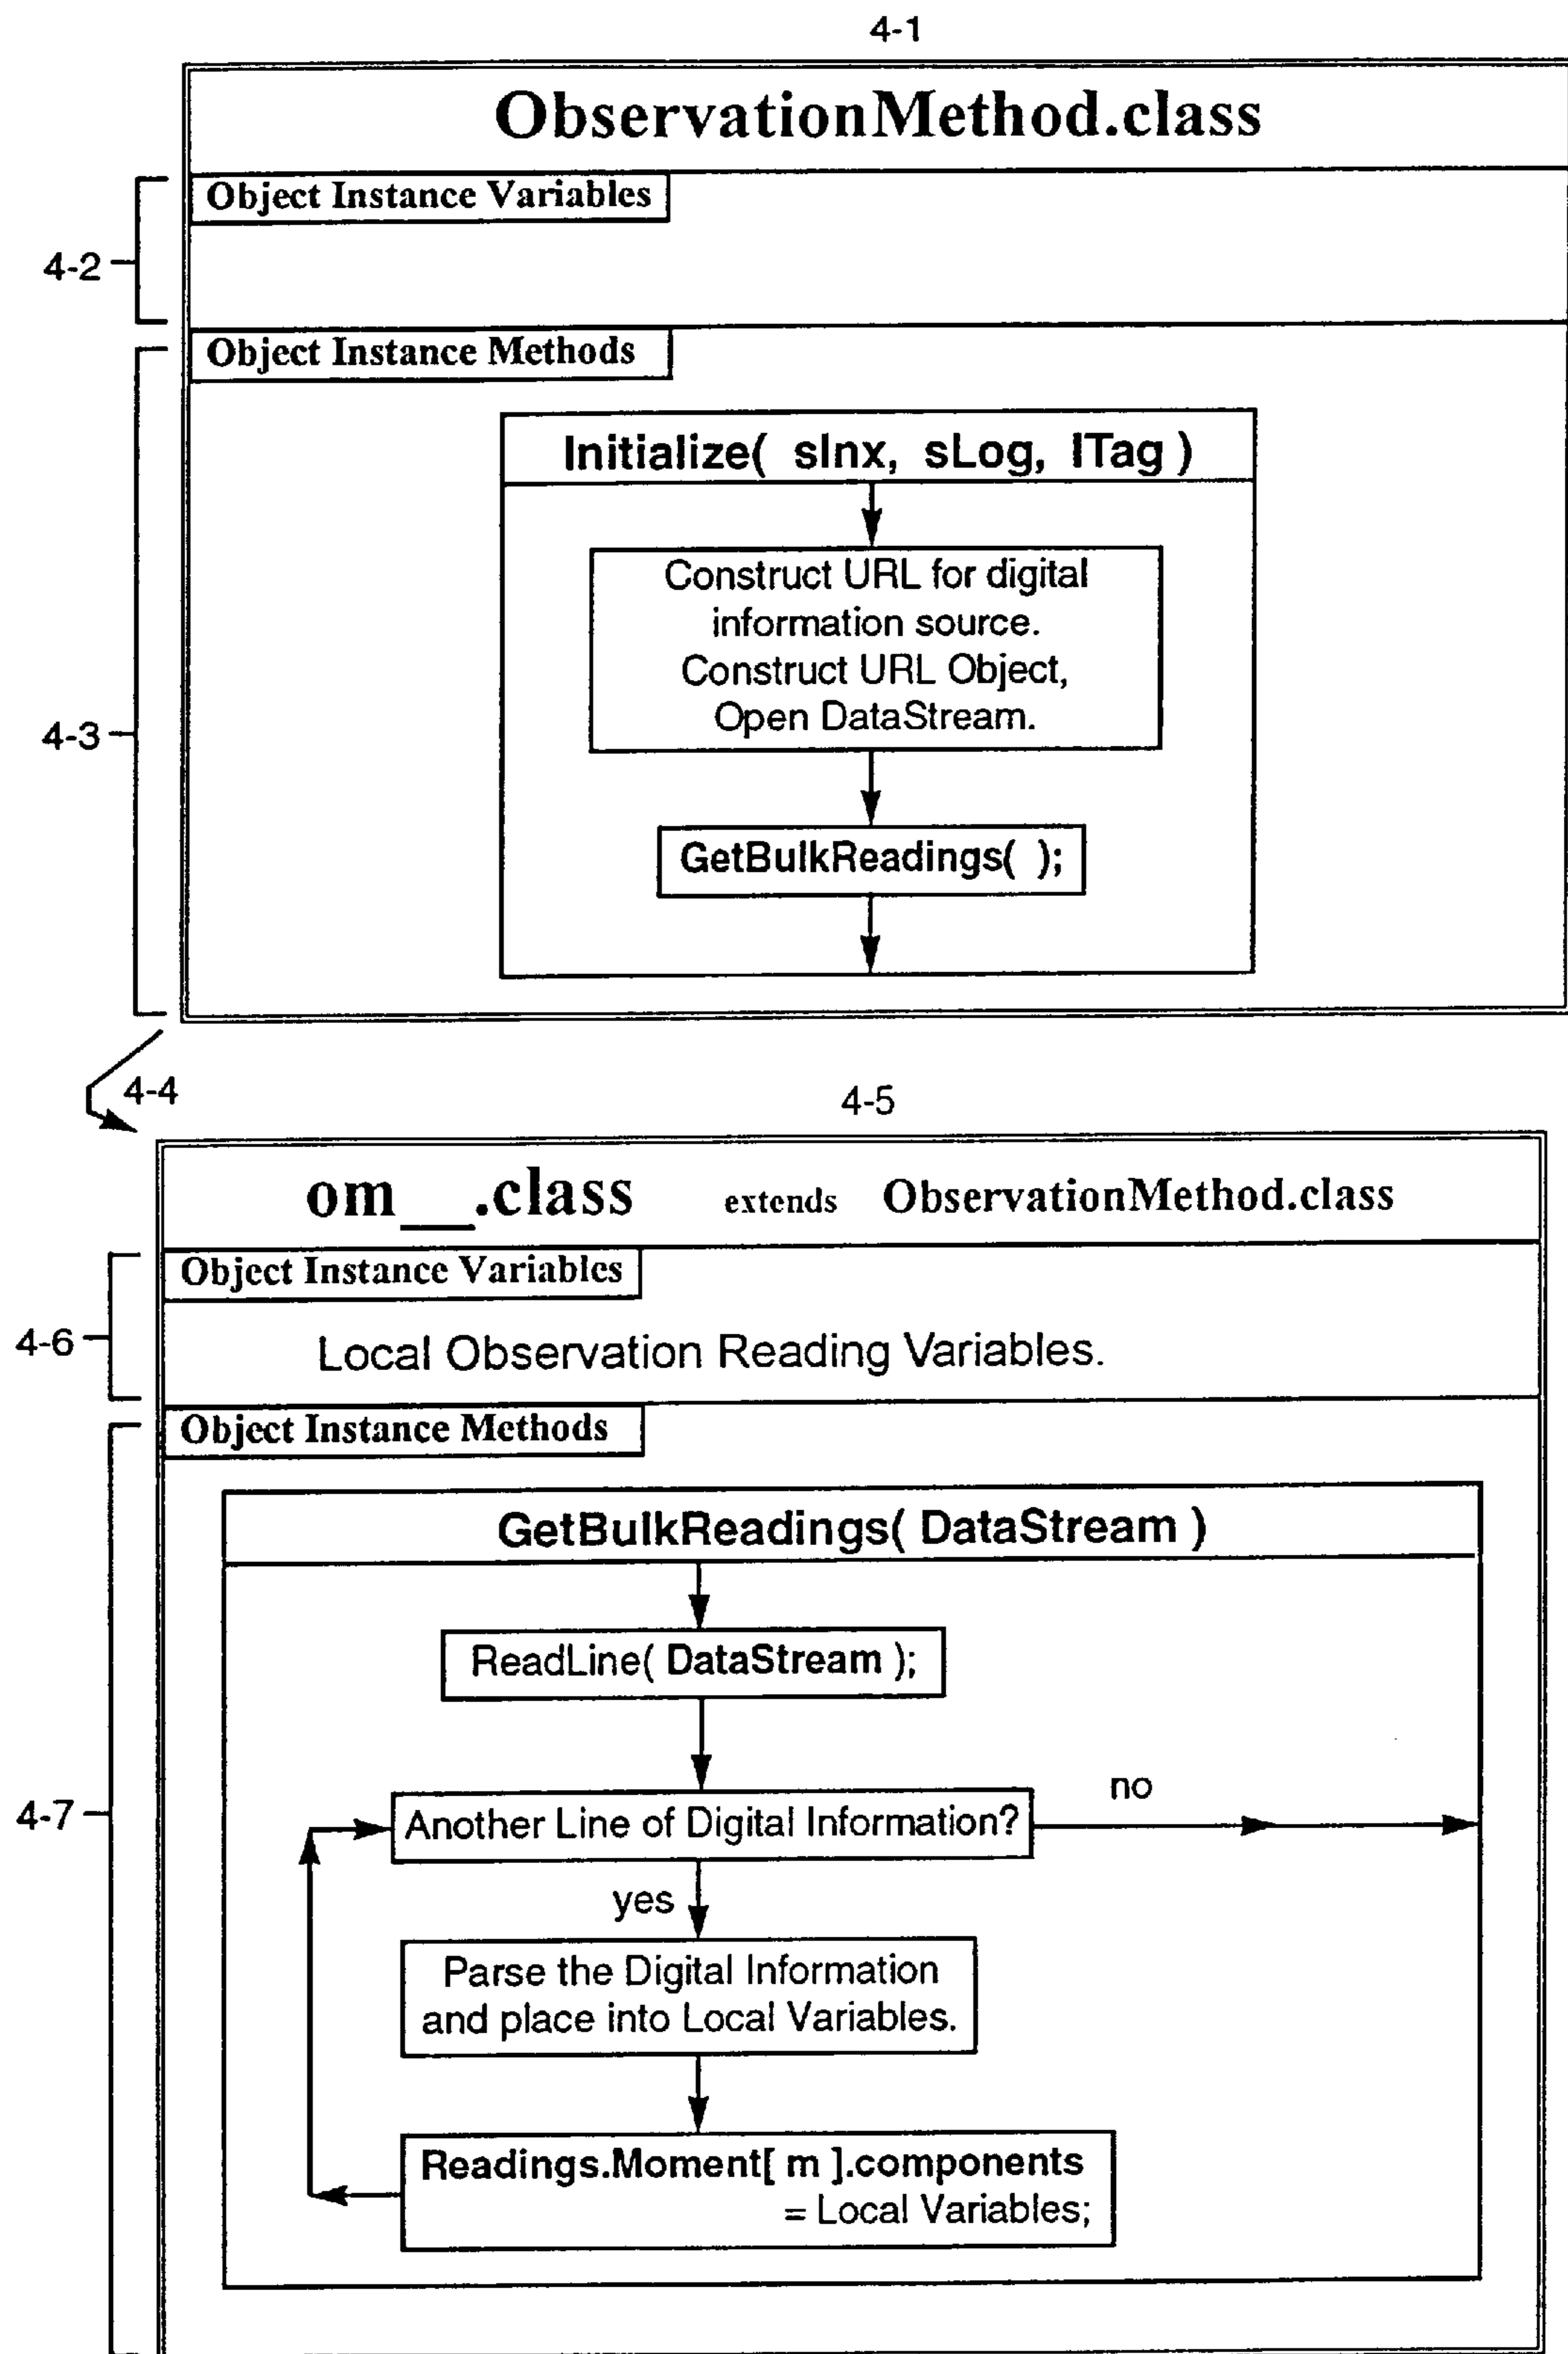 4-1
ObservationMethod.class
Object Instance Variables
4-2
Object Instance Methods
Initialize( sInx, sLog, lTag )
Construct URL for digital
information source.
Construct URL Object,
Open DataStream.
4-3
GetBulkReadings( );
4-4
4-5
om__.class extends ObservationMethod.class
Object Instance Variables
4-6
Local Observation Reading Variables.
Object Instance Methods
GetBulkReadings( DataStream )
ReadLine( DataStream );
no
4-7
Another Line of Digital Information?
yes
Parse the Digital Information
and place into Local Variables.
Readings.Moment[ m ].components
= Local Variables;